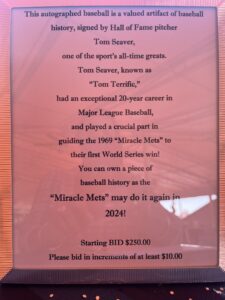 This autographed baseball is a valued artifact of baseball
history, signed by Hall of Fame pitcher
Tom Seaver,
one of the sport's all-time greats.
Tom Seaver, known as
"Tom Terrific,"
had an exceptional 20-year career in
Major League Baseball,
and played a crucial part in
guiding the 1969 "Miracle Mets" to
their first World Series win!
You can own a piece of
baseball history as the
"Miracle Mets" may do it again in
2024!
Starting BID $250.00
Please bid in increments of at least $10.00